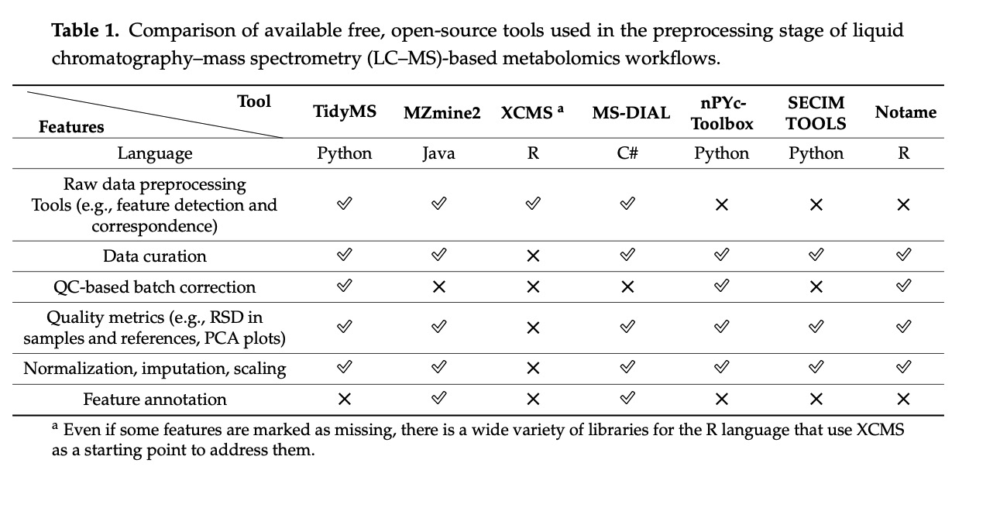 Table 1. Comparison of available free, open-source tools used in the preprocessing stage of liquid
chromatography–mass spectrometry (LC–MS)-based metabolomics workflows.
Tool
Features
TidyMS MZmine2 XCMS a MS-DIAL nPYc-Toolbox SECIM TOOLS Notame
Language Python Java R C# Python Python R
Raw data preprocessing
Tools (e.g., feature detection and
correspondence) ✓ ✓ ✓ ✓ × × ×
Data curation ✓ ✓ × ✓ ✓ ✓ ✓
QC-based batch correction ✓ × × × ✓ × ✓
Quality metrics (e.g., RSD in
samples and references, PCA plots) ✓ ✓ × ✓ ✓ ✓ ✓
Normalization, imputation, scaling ✓ ✓ × ✓ ✓ ✓ ✓
Feature annotation × ✓ × ✓ × × ×
a Even if some features are marked as missing, there is a wide variety of libraries for the R language that use XCMS
as a starting point to address them.